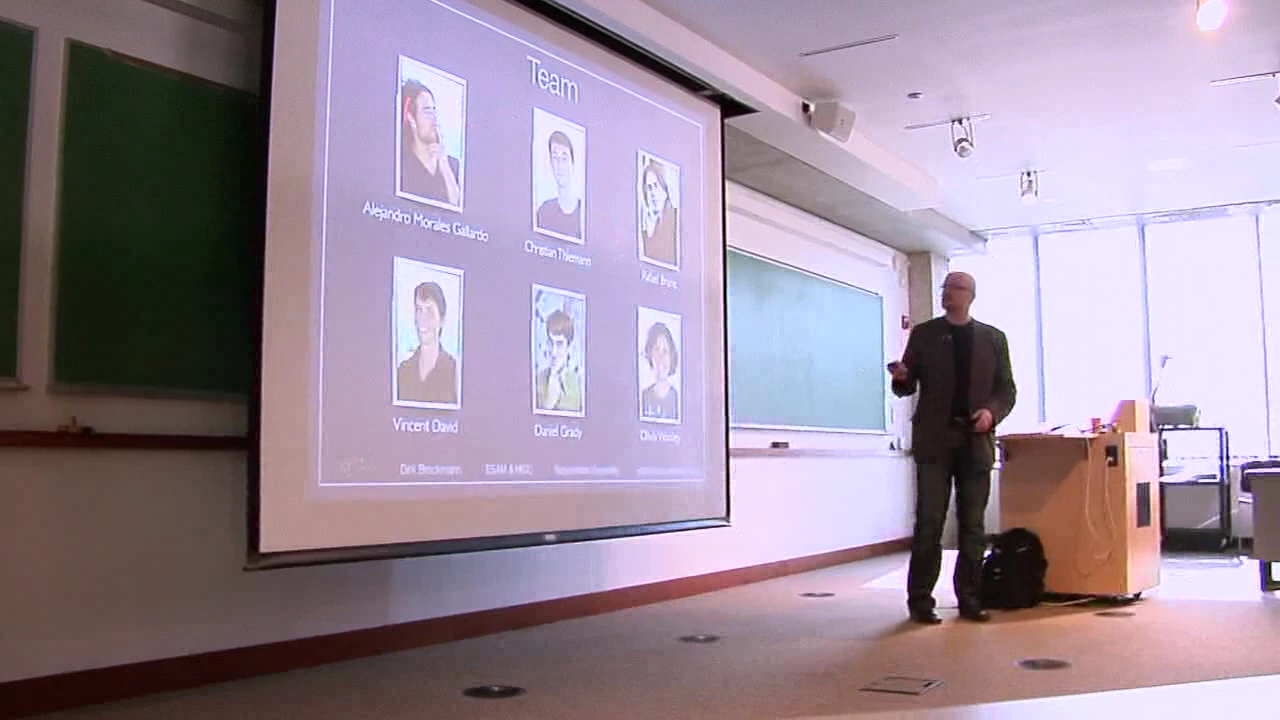 Team
Alejandro Morales Gallardo
Christian Thiemann
Rafael Brune
Vincent David
Daniel Grady
Olivia Woolley
Dirk Brockmann
ESAM & NICO
Northwestern University